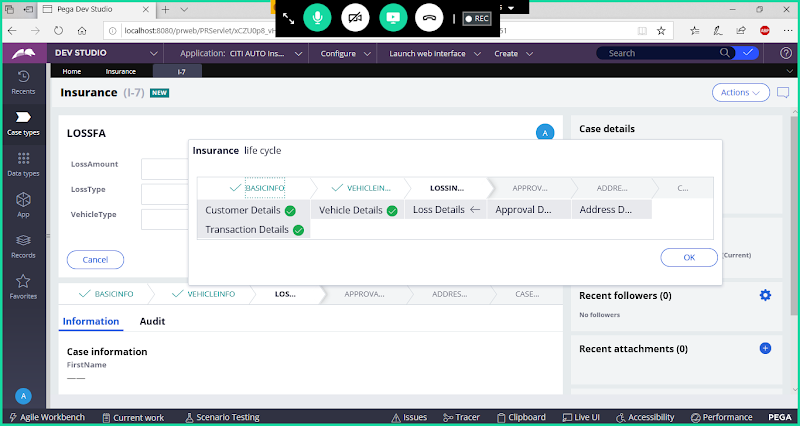 Pega Dev Studio
REC
localhost:8080/prweb/PRServlet/xCZU0p8_vH
51
DEV STUDIO
Application: CITI AUTO Ins...
Configure
Launch web interface
Create
Search
Recents
Case types
Data types
App
Records
Favorites
A
Home
Insurance
I-7
Insurance (I-7) NEW
Actions
LOSSFA
A
LossAmount
LossType
VehicleType
Cancel
Case details
(Current)
Insurance life cycle
BASICINFO
VEHICLEIN...
LOSSIN...
APPROV...
ADDRE...
C...
Customer Details
Vehicle Details
Loss Details
Approval D...
Address D...
Transaction Details
OK
BASICINFO
VEHICLEINFO
LOS...
APPROVA...
ADDRES...
CASE...
Information
Audit
Case information
FirstName
Recent followers (0)
No followers
Recent attachments (0)
Agile Workbench
Current work
Scenario Testing
Issues
Tracer
Clipboard
Live UI
Accessibility
Performance
PEGA